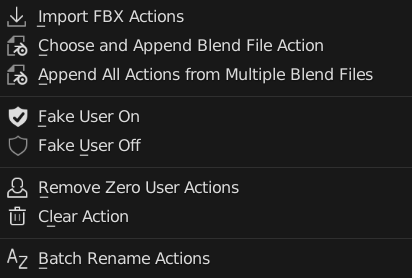 Import FBX Actions
Choose and Append Blend File Action
Append All Actions from Multiple Blend Files
Fake User On
Fake User Off
Remove Zero User Actions
Clear Action
Batch Rename Actions